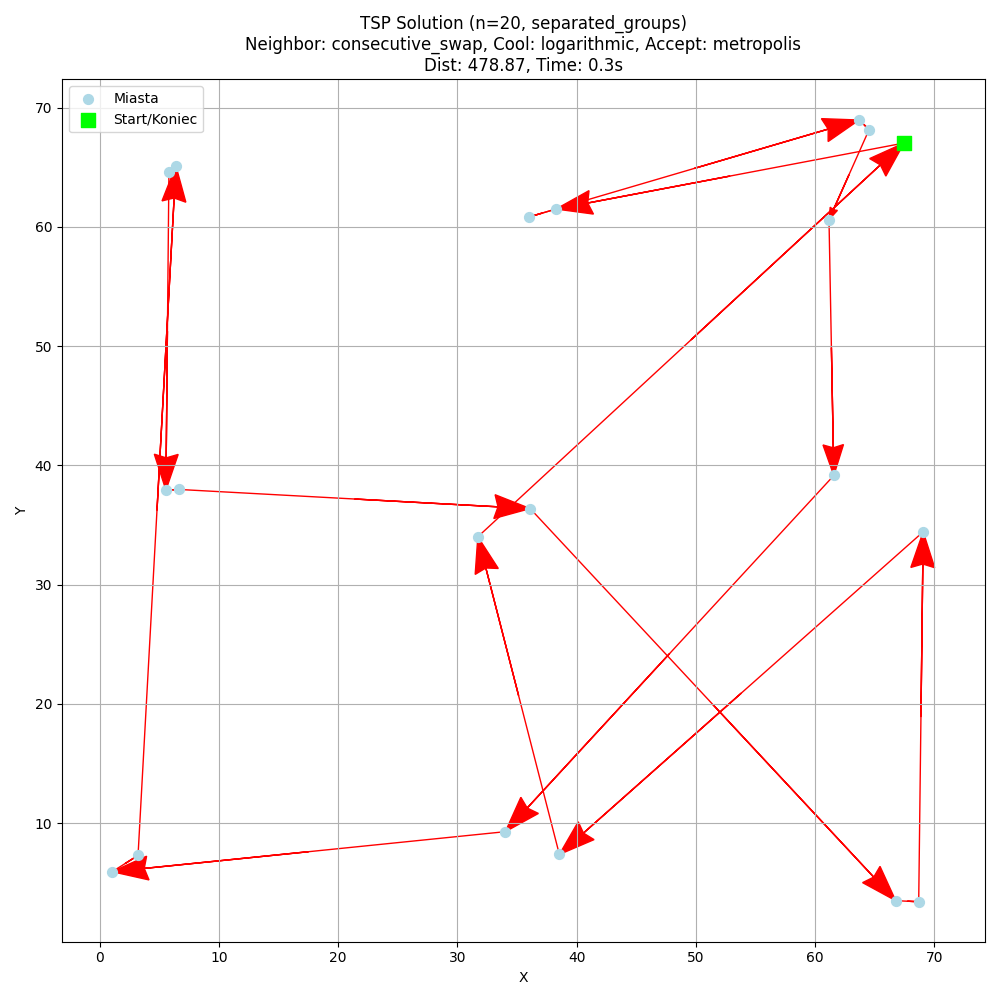 TSP Solution (n=20, separated_groups)
Neighbor: consecutive_swap, Cool: logarithmic, Accept: metropolis
Dist: 478.87, Time: 0.3s
Miasta
Start/Koniec
70
60
50
40
30
20
10
Y
0 10 20 30 40 50 60 70
X